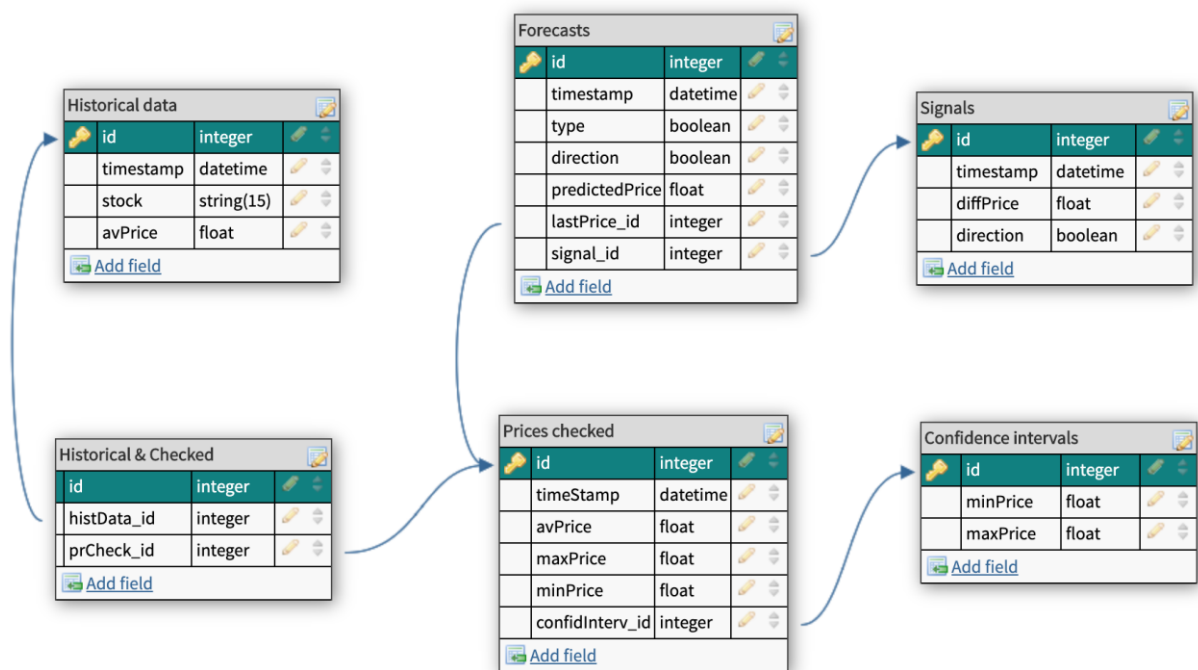 Forecasts
id integer
timestamp datetime
type boolean
direction boolean
predictedPrice float
lastPrice_id integer
signal_id integer
Add field
Historical data
id integer
timestamp datetime
stock string(15)
avPrice float
Add field
Signals
id integer
timestamp datetime
diffPrice float
direction boolean
Add field
Historical & Checked
id integer
histData_id integer
prCheck_id integer
Add field
Prices checked
id integer
timeStamp datetime
avPrice float
maxPrice float
minPrice float
confidInterv_id integer
Add field
Confidence intervals
id integer
minPrice float
maxPrice float
Add field